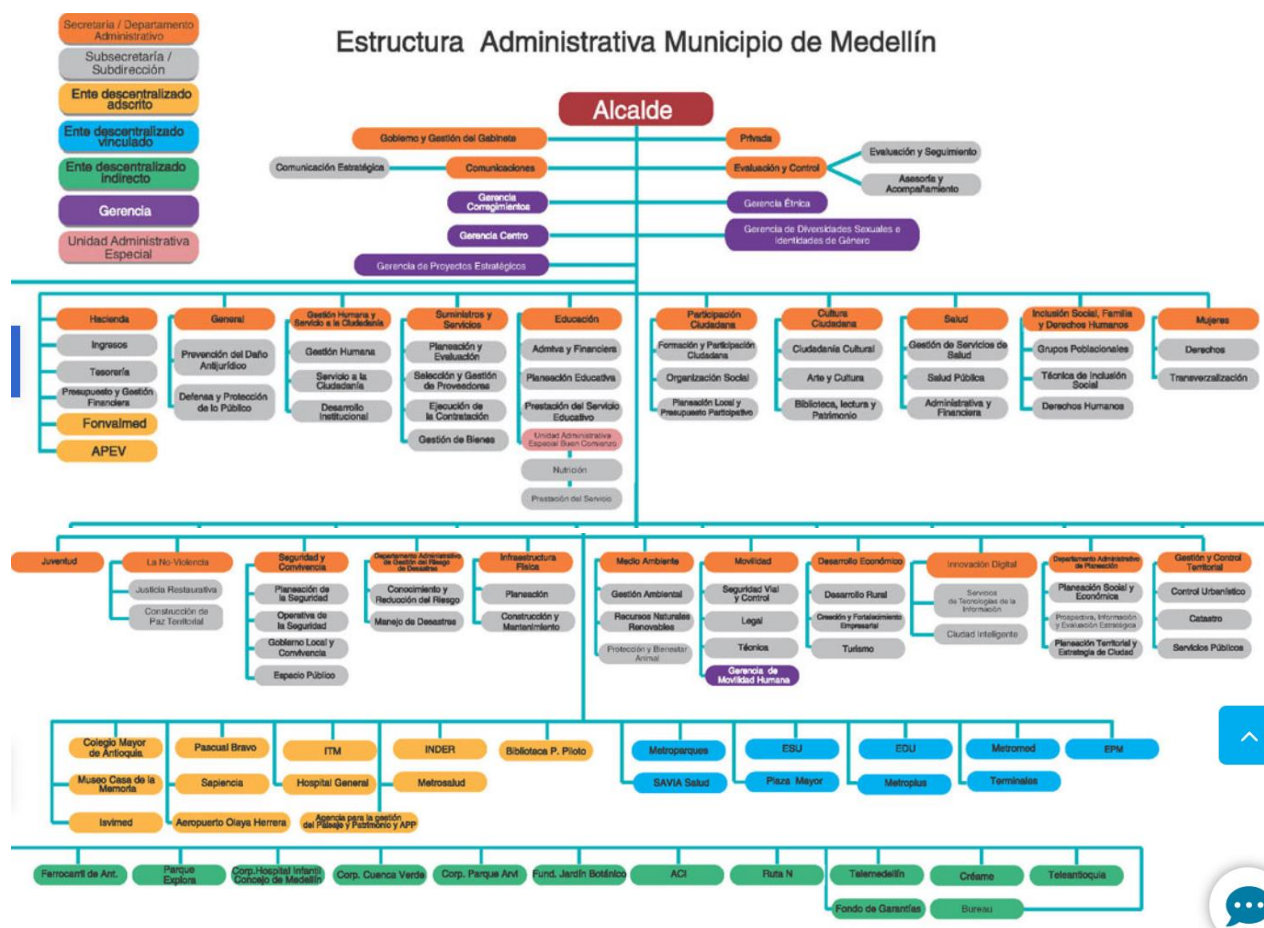 Secretaría / Departamento
Administrativo
Subsecretaría /
Subdirección
Ente descentralizado
adscrito
Ente descentralizado
vinculado
Ente descentralizado
indirecto
Gerencia
Unidad Administrativa
Especial
Estructura Administrativa Municipio de Medellín
Alcalde
Gobierno y Gestión del Gabinete
Privada
Comunicación Estratégica
Comunicaciones
Evaluación y Control
Evaluación y Seguimiento
Asesoría y
Acompañamiento
Gerencia
Corregimientos
Gerencia Étnica
Gerencia Centro
Gerencia de Diversidades Sexuales e
Identidades de Género
Gerencia de Proyectos Estratégicos
Hacienda
Ingresos
Tesorería
Presupuesto y Gestión
Financiera
Fonvalmed
APEV
General
Prevención del Daño
Antijurídico
Defensa y Protección
de lo Público
Gestión Humana y
Servicio a la Ciudadanía
Gestión Humana
Servicio a la
Ciudadanía
Desarrollo
Institucional
Suministros y
Servicios
Planeación y
Evaluación
Selección y Gestión
de Proveedores
Ejecución de
la Contratación
Gestión de Bienes
Educación
Admiva y Financiera
Planeación Educativa
Prestación del Servicio
Educativo
Unidad Administrativa
Especial Buen Comienzo
Nutrición
Prestación del Servicio
Participación
Ciudadana
Formación y Participación
Ciudadana
Organización Social
Planeación Local y
Presupuesto Participativo
Cultura
Ciudadana
Ciudadanía Cultural
Arte y Cultura
Biblioteca, lectura y
Patrimonio
Salud
Gestión de Servicios de
Salud
Salud Pública
Administrativa y
Financiera
Inclusión Social, Familia
y Derechos Humanos
Grupos Poblacionales
Técnica de Inclusión
Social
Derechos Humanos
Mujeres
Derechos
Transverzalización
Juventud
La No-Violencia
Justicia Restaurativa
Construcción de
Paz Territorial
Seguridad y
Convivencia
Planeación de
la Seguridad
Operativa de
la Seguridad
Gobierno Local y
Convivencia
Espacio Público
Departamento Administrativo
de Gestión del Riesgo
de Desastres
Conocimiento y
Reducción del Riesgo
Manejo de Desastres
Infraestructura
Física
Planeación
Construcción y
Mantenimiento
Medio Ambiente
Gestión Ambiental
Recursos Naturales
Renovables
Protección y Bienestar
Animal
Movilidad
Seguridad Vial
y Control
Legal
Técnica
Gerencia de
Movilidad Humana
Desarrollo Económico
Desarrollo Rural
Creación y Fortalecimiento
Empresarial
Turismo
Innovación Digital
Servicios
de Tecnologías de la
Información
Ciudad Inteligente
Departamento Administrativo
de Planeación
Planeación Social y
Económica
Prospectiva, Información
y Evaluación Estratégica
Planeación Territorial y
Estrategia de Ciudad
Gestión y Control
Territorial
Control Urbanístico
Catastro
Servicios Públicos
Colegio Mayor
de Antioquia
Museo Casa de la
Memoria
Isvimed
Pascual Bravo
Sapiencia
Aeropuerto Olaya Herrera
ITM
Hospital General
INDER
Metrosalud
Agencia para la gestión
del Paisaje y Patrimonio y APP
Biblioteca P. Piloto
Metroparques
SAVIA Salud
ESU
Plaza Mayor
EDU
Metroplus
Metromed
Terminales
EPM
Ferrocarril de Ant.
Parque
Explora
Corp.Hospital Infantil
Concejo de Medellín
Corp. Cuenca Verde
Corp. Parque Arví
Fund. Jardín Botánico
ACI
Ruta N
Telemedellín
Créame
Teleantioquia
Fondo de Garantías
Bureau